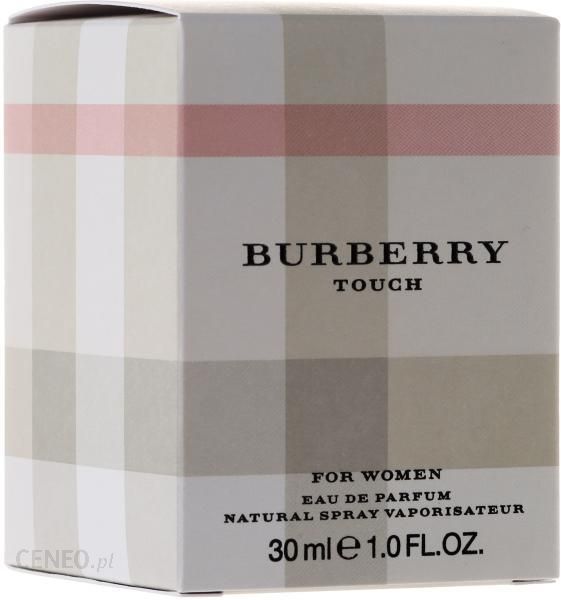 BURBERRY
TOUCH
FOR WOMEN
EAU DE PARFUM
NATURAL SPRAY VAPORISATEUR
30 ml e 1.0 FL.OZ.
CENEO.pl